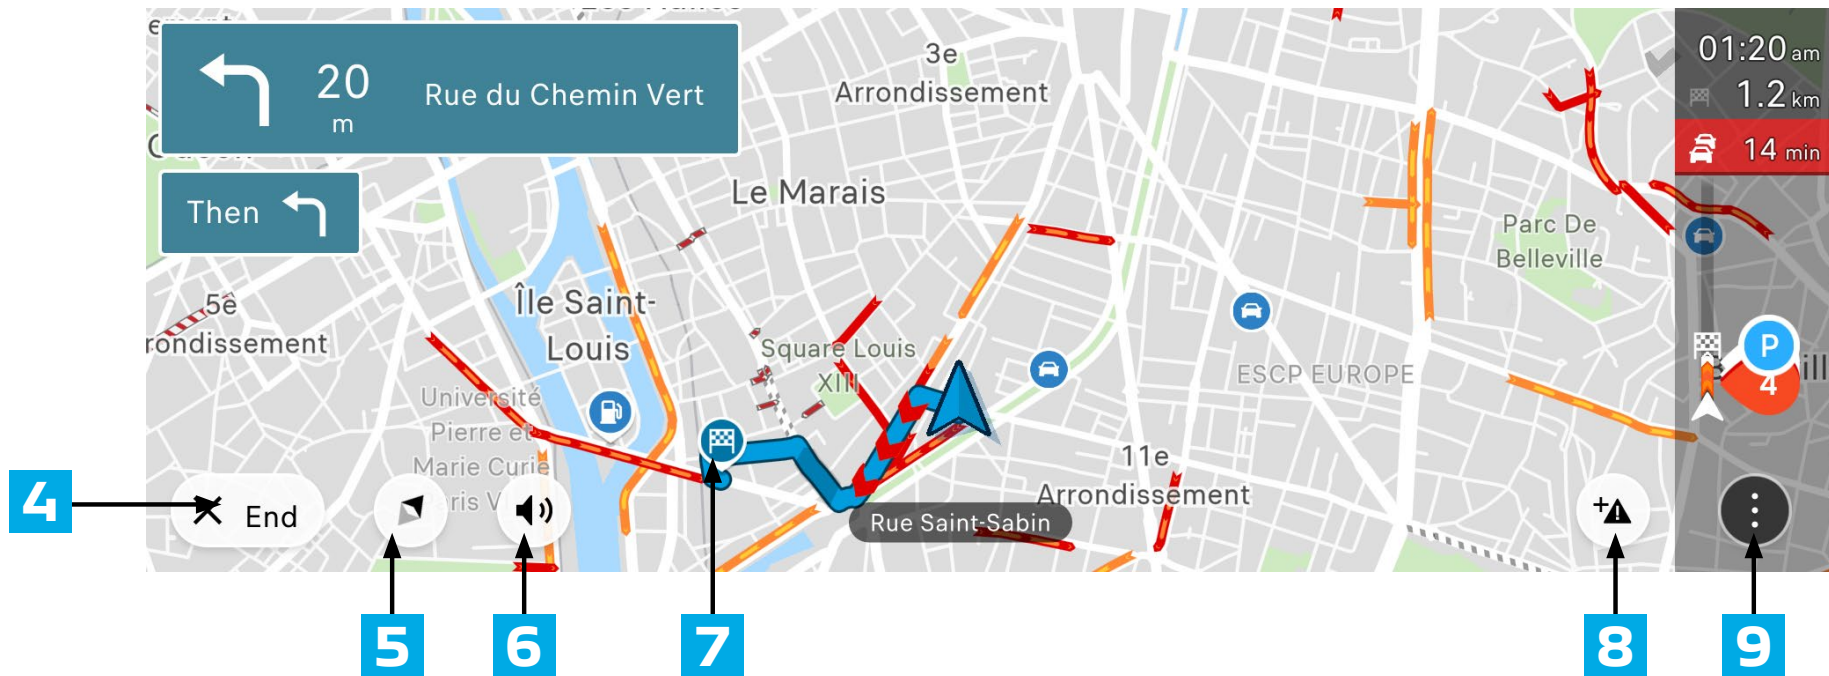 20
m
Rue du Chemin Vert
Then
3e
Arrondissement
Le Marais
01:20 am
1.2 km
14 min
Parc De
Belleville
5e
rondissement
Île Saint-
Louis
Square Louis
XIII
ESCP EUROPE
P
4
ill
Université
Pierre et
Marie Curie
aris V
11e
Arrondissement
End
Rue Saint-Sabin
4
5
6
7
8
9